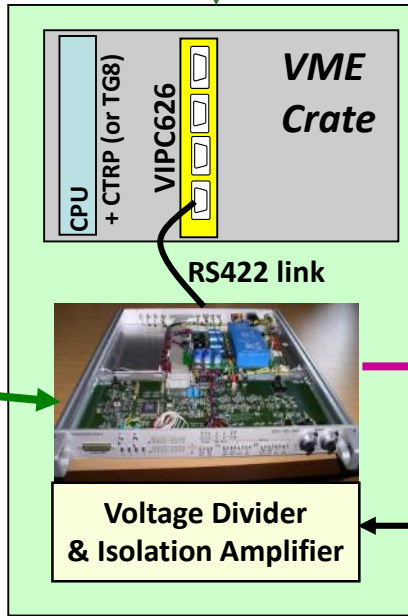 VME
Crate
CPU
+ CTRP (or TG8)
VIPC626
RS422 link
Voltage Divider
& Isolation Amplifier